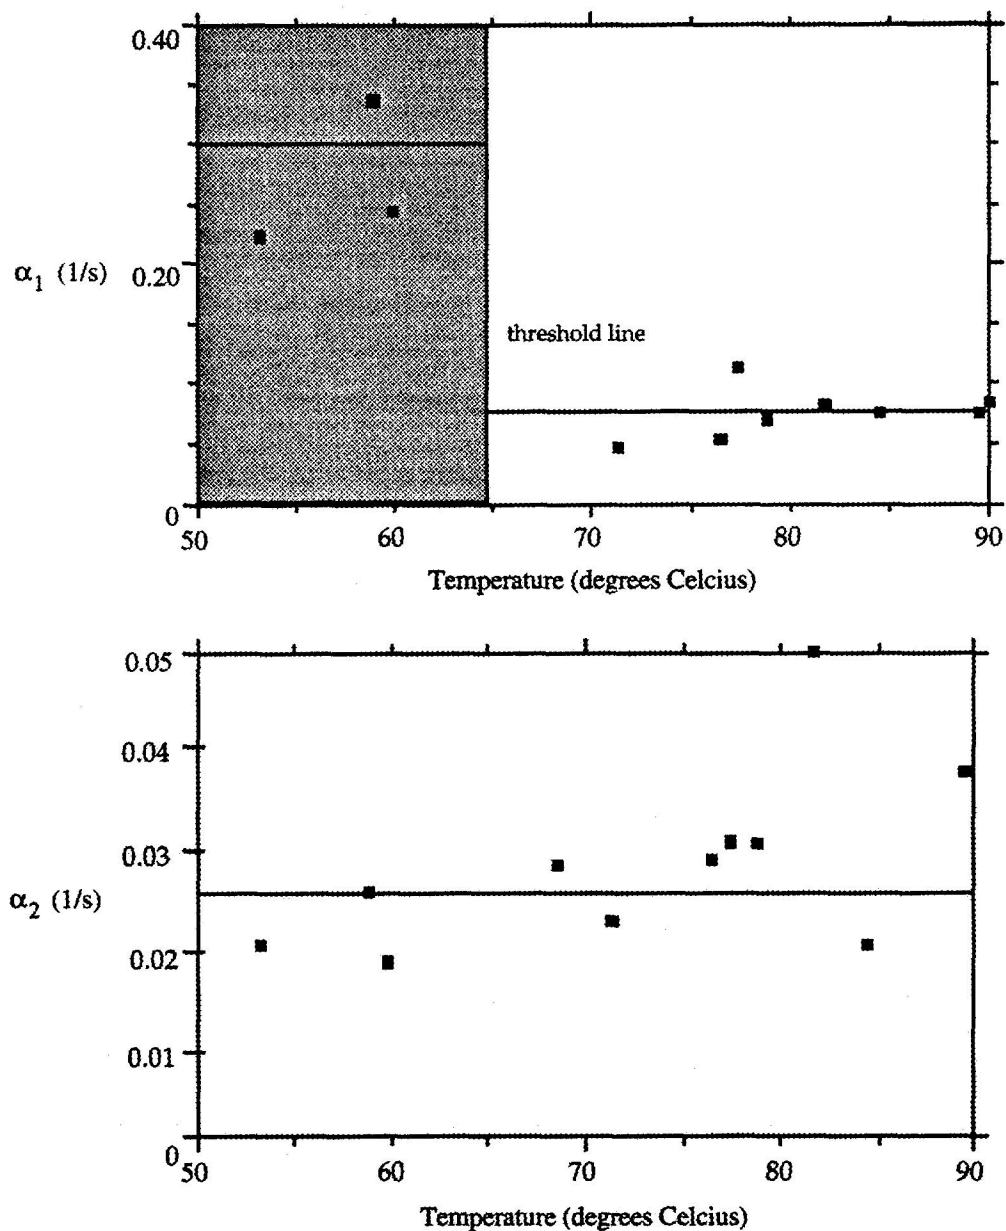 0.40
α1 (1/s)
0.20
threshold line
0
50 60 70 80 90
Temperature (degrees Celcius)
0.05
0.04
0.03
α2 (1/s)
0.02
0.01
0
50 60 70 80 90
Temperature (degrees Celcius)